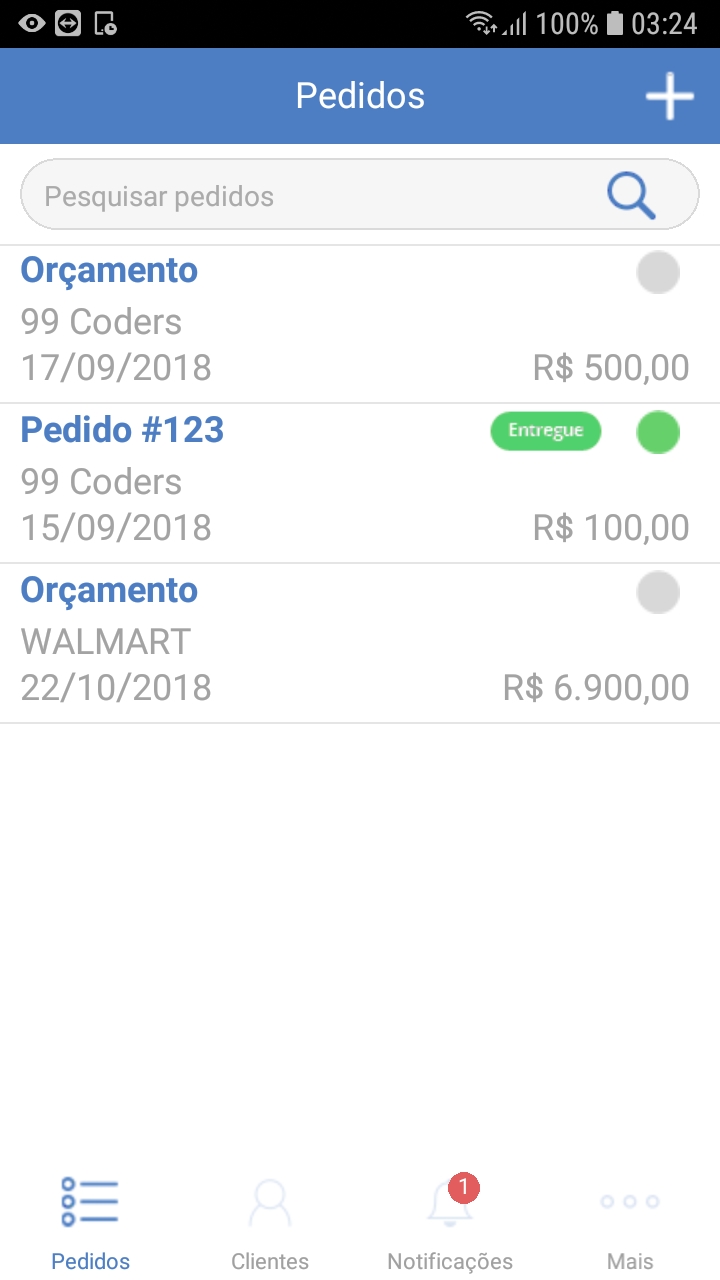 100% 03:24
Pedidos
Pesquisar pedidos
Orçamento
99 Coders
17/09/2018 R$ 500,00
Pedido #123 Entregue
99 Coders
15/09/2018 R$ 100,00
Orçamento
WALMART
22/10/2018 R$ 6.900,00
1
Pedidos Clientes Notificações Mais